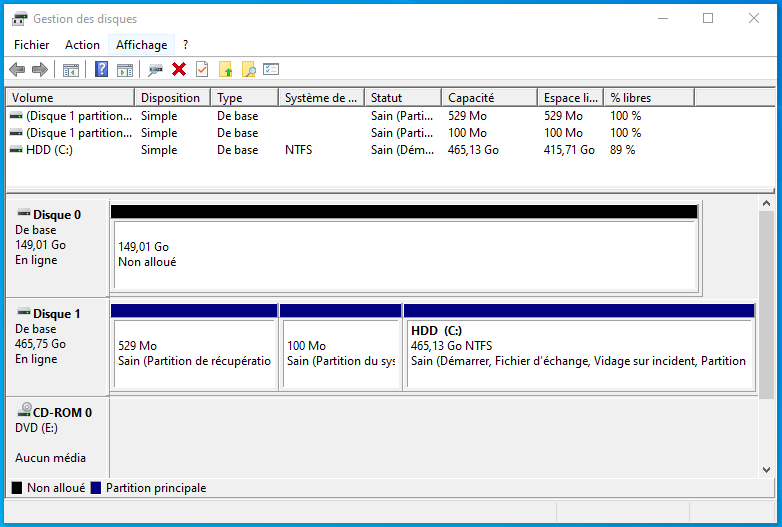 Gestion des disques
Fichier Action Affichage ?
Volume Disposition Type Système de ... Statut Capacité Espace li... % libres
(Disque 1 partition... Simple De base Sain (Parti... 529 Mo 529 Mo 100 %
(Disque 1 partition... Simple De base Sain (Parti... 100 Mo 100 Mo 100 %
HDD (C:) Simple De base NTFS Sain (Dém... 465,13 Go 415,71 Go 89 %
Disque 0
De base
149,01 Go
En ligne
149,01 Go
Non alloué
Disque 1
De base
465,75 Go
En ligne
529 Mo
Sain (Partition de récupératio
100 Mo
Sain (Partition du sys
HDD (C:)
465,13 Go NTFS
Sain (Démarrer, Fichier d'échange, Vidage sur incident, Partition
CD-ROM 0
DVD (E:)
Aucun média
Non alloué Partition principale